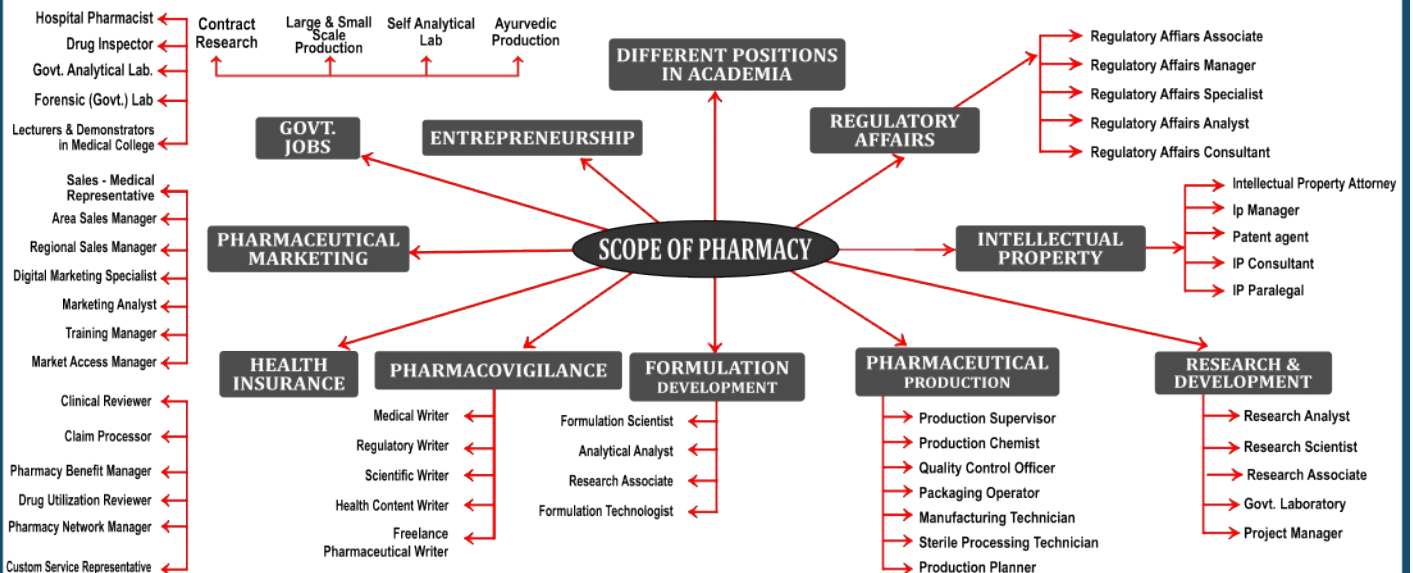 Hospital Pharmacist
Drug Inspector
Govt. Analytical Lab.
Forensic (Govt.) Lab
Lecturers & Demonstrators
in Medical College
Contract
Research
Large & Small
Scale
Production
Self Analytical
Lab
Ayurvedic
Production
GOVT.
JOBS
ENTREPRENEURSHIP
DIFFERENT POSITIONS
IN ACADEMIA
REGULATORY
AFFAIRS
Regulatory Affiars Associate
Regulatory Affairs Manager
Regulatory Affairs Specialist
Regulatory Affairs Analyst
Regulatory Affairs Consultant
Sales - Medical
Representative
Area Sales Manager
Regional Sales Manager
Digital Marketing Specialist
Marketing Analyst
Training Manager
Market Access Manager
PHARMACEUTICAL
MARKETING
SCOPE OF PHARMACY
INTELLECTUAL
PROPERTY
Intellectual Property Attorney
Ip Manager
Patent agent
IP Consultant
IP Paralegal
HEALTH
INSURANCE
Clinical Reviewer
Claim Processor
Pharmacy Benefit Manager
Drug Utilization Reviewer
Pharmacy Network Manager
Custom Service Representative
PHARMACOVIGILANCE
Medical Writer
Regulatory Writer
Scientific Writer
Health Content Writer
Freelance
Pharmaceutical Writer
FORMULATION
DEVELOPMENT
Formulation Scientist
Analytical Analyst
Research Associate
Formulation Technologist
PHARMACEUTICAL
PRODUCTION
Production Supervisor
Production Chemist
Quality Control Officer
Packaging Operator
Manufacturing Technician
Sterile Processing Technician
Production Planner
RESEARCH &
DEVELOPMENT
Research Analyst
Research Scientist
Research Associate
Govt. Laboratory
Project Manager